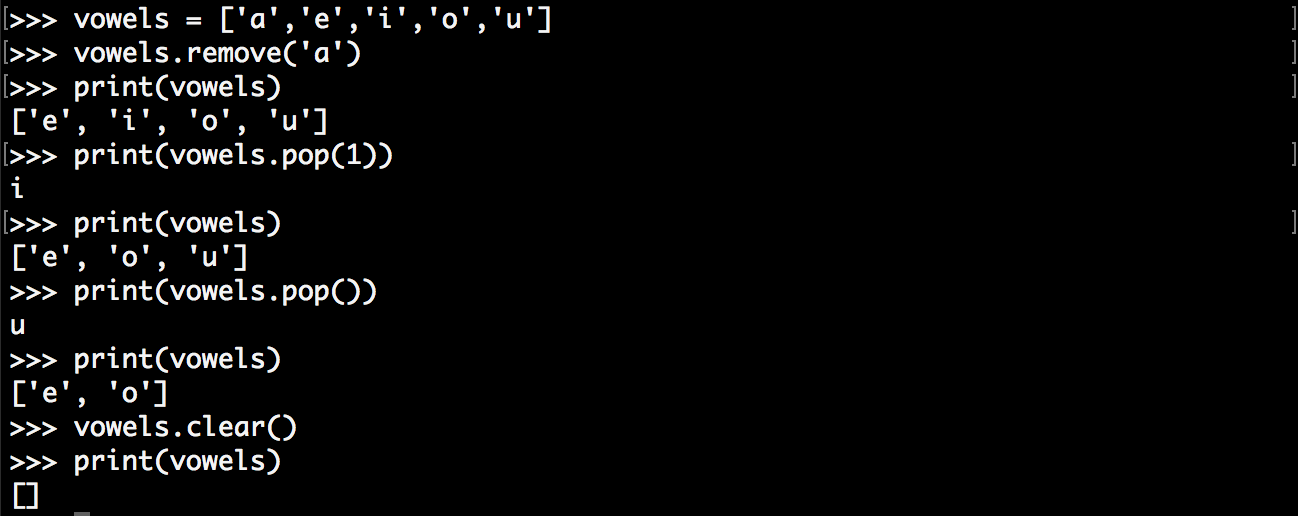 >>> vowels = ['a','e','i','o','u']
>>> vowels.remove('a')
>>> print(vowels)
['e', 'i', 'o', 'u']
>>> print(vowels.pop(1))
i
>>> print(vowels)
['e', 'o', 'u']
>>> print(vowels.pop())
u
>>> print(vowels)
['e', 'o']
>>> vowels.clear()
>>> print(vowels)
[]